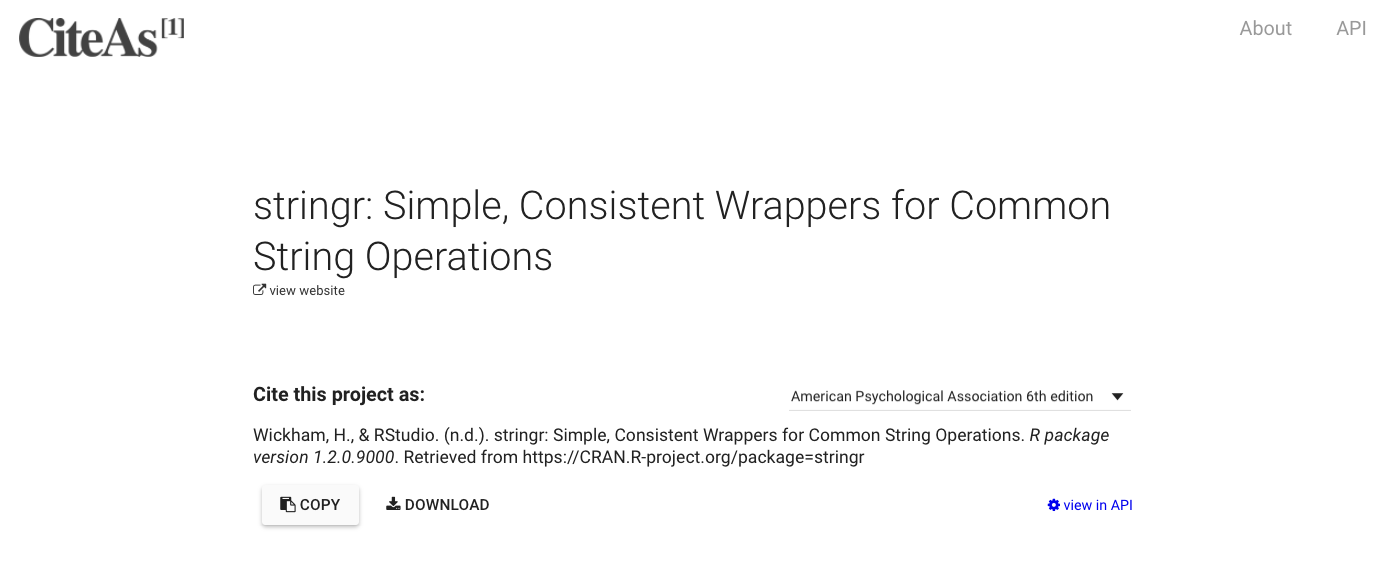 CiteAs[1]
About API
stringr: Simple, Consistent Wrappers for Common
String Operations
view website
Cite this project as:
American Psychological Association 6th edition
Wickham, H., & RStudio. (n.d.). stringr: Simple, Consistent Wrappers for Common String Operations. R package
version 1.2.0.9000. Retrieved from https://CRAN.R-project.org/package=stringr
COPY DOWNLOAD
view in API